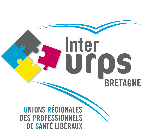 Inter
urps
BRETAGNE
UNIONS RÉGIONALES
DES PROFESSIONNELS
DE SANTÉ LIBÉRAUX